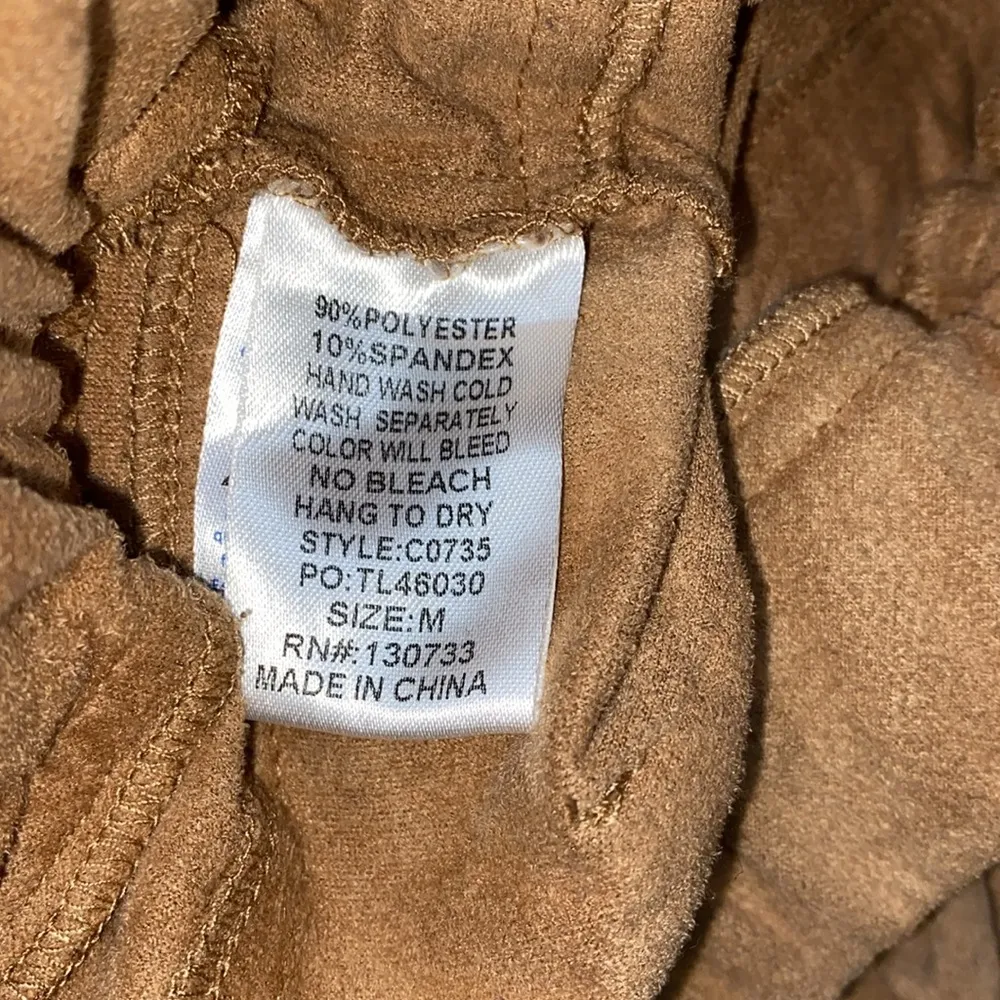 90%POLYESTER
10%SPANDEX
HAND WASH COLD
WASH SEPARATELY
COLOR WILL BLEED
NO BLEACH
HANG TO DRY
STYLE:C0735
PO:TL46030
SIZE:M
RN#:130733
MADE IN CHINA